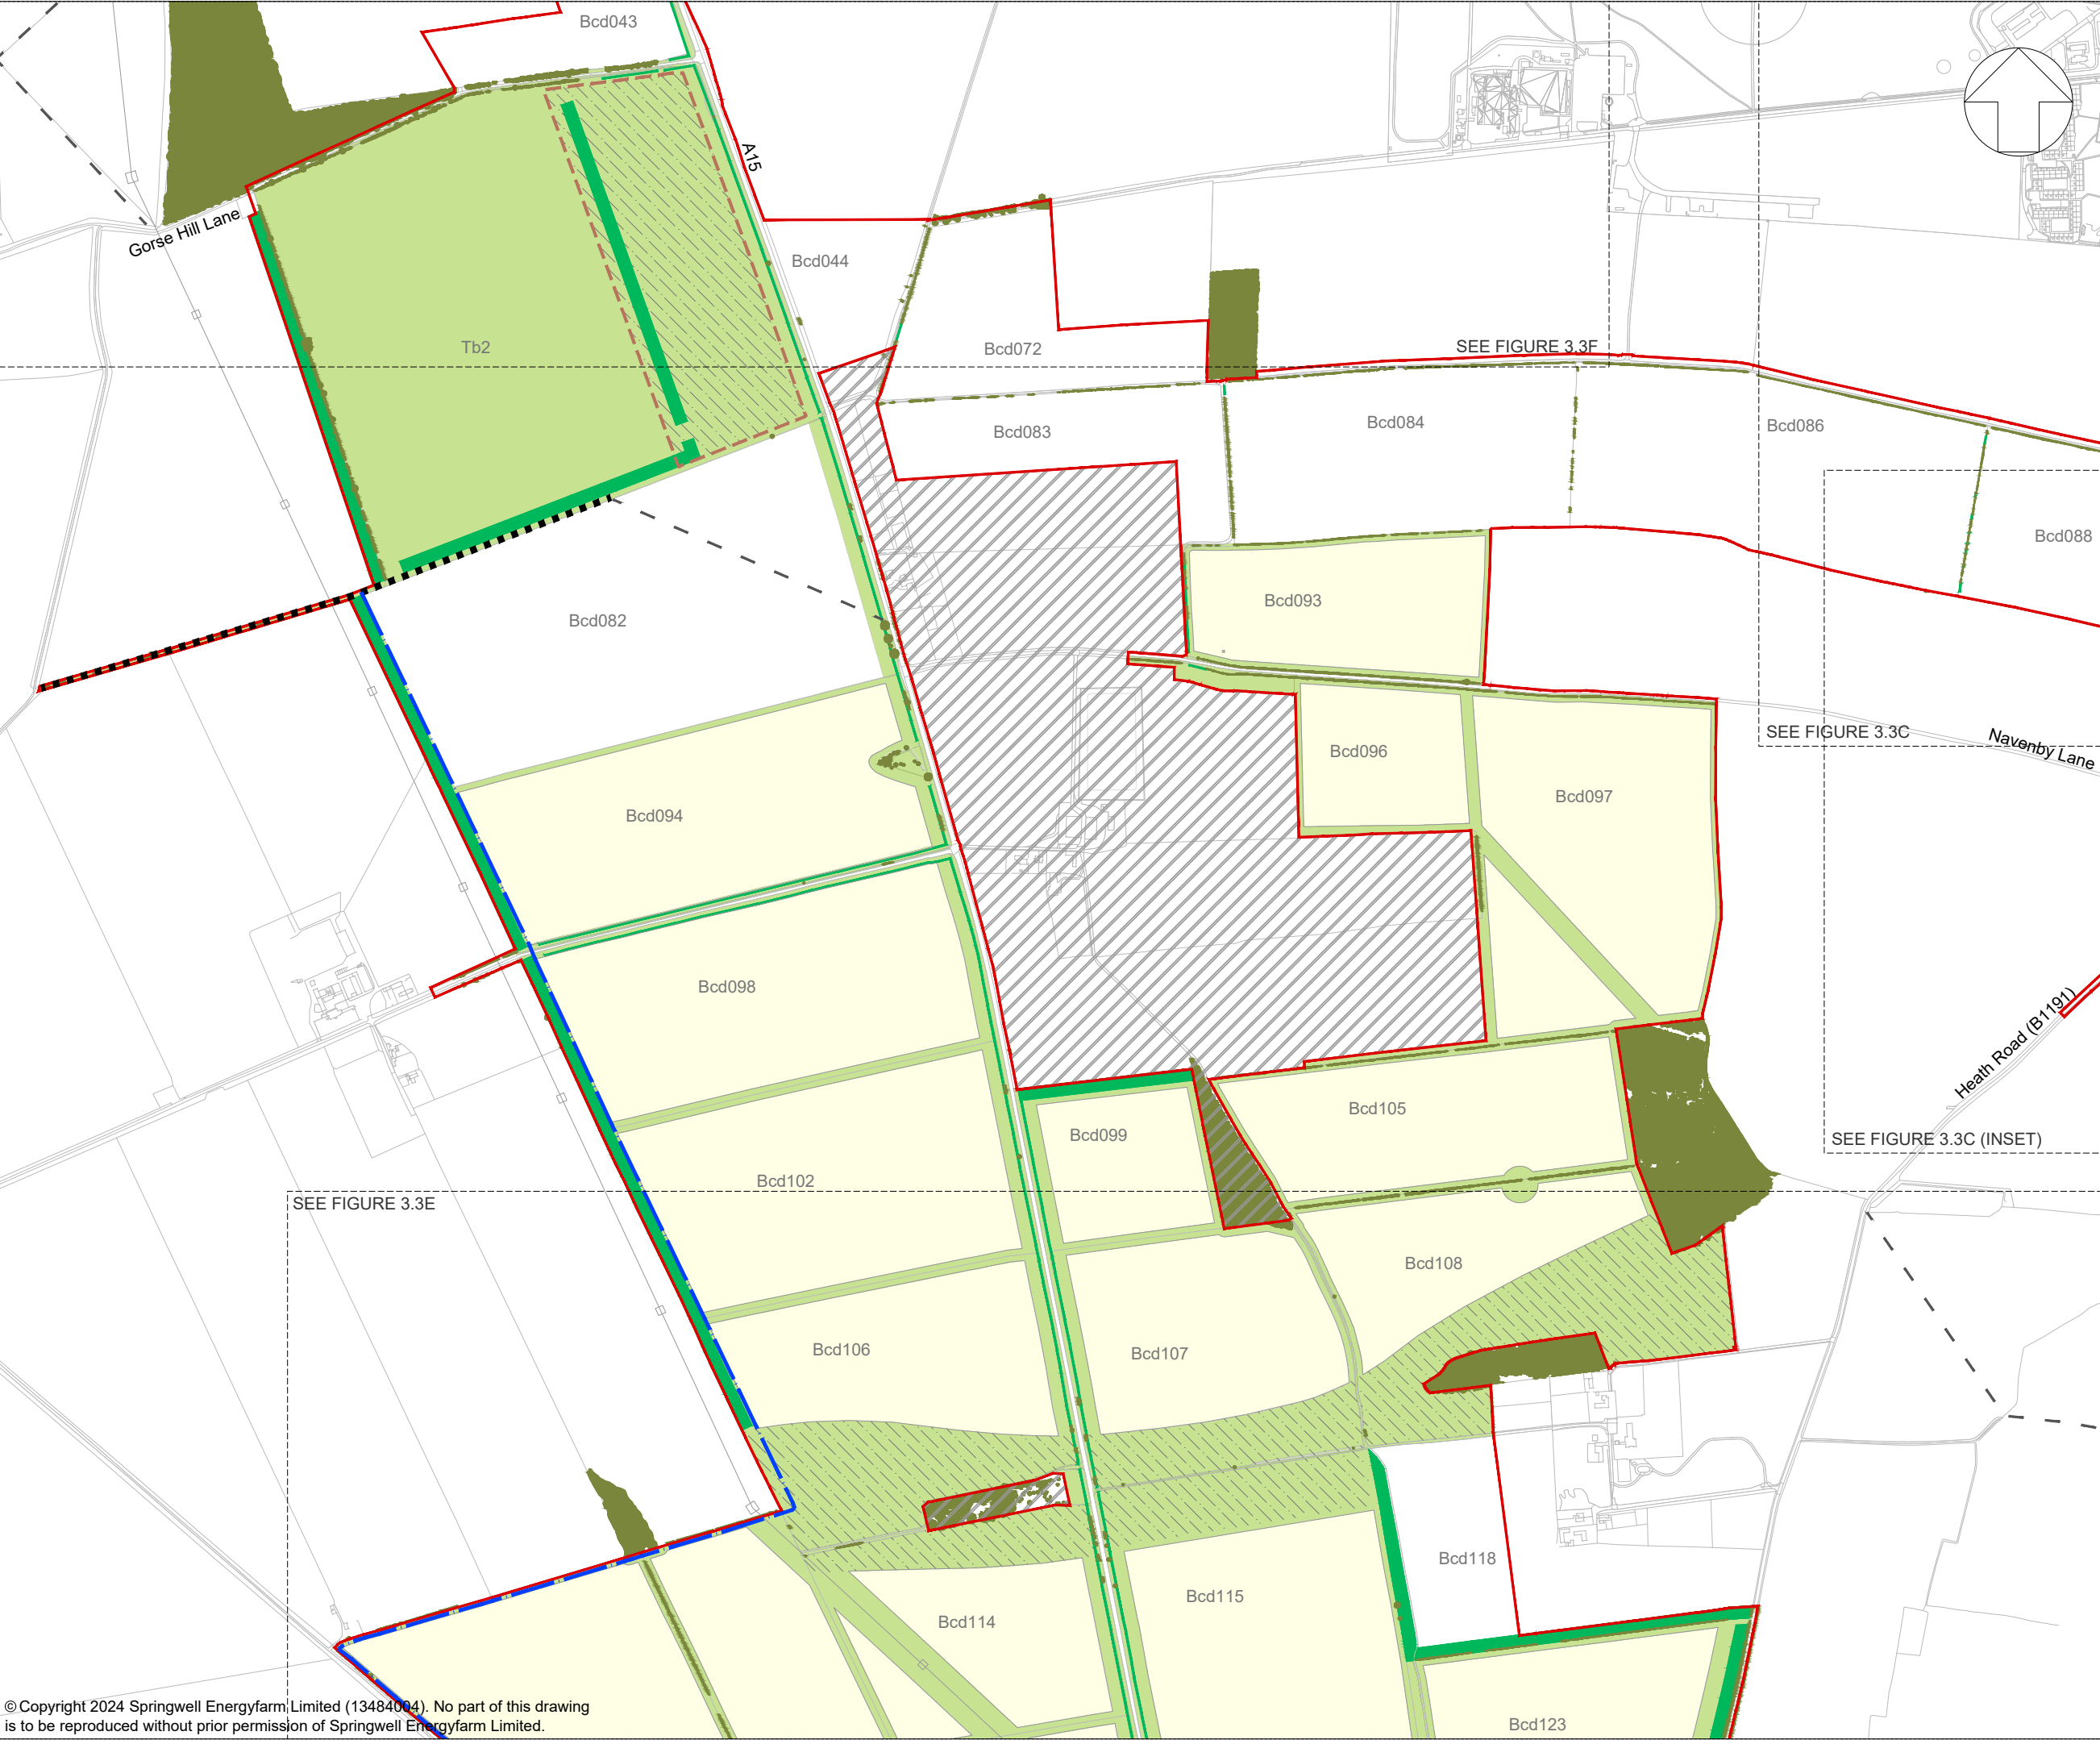 Bcd043
A15
Gorse Hill Lane
Bcd044
Tb2
Bcd072
SEE FIGURE 3.3F
Bcd083
Bcd084
Bcd086
Bcd088
Bcd093
Bcd082
SEE FIGURE 3.3C
Navenby Lane
Bcd096
Bcd097
Bcd094
Bcd098
Heath Road (B1191)
Bcd105
Bcd099
SEE FIGURE 3.3C (INSET)
Bcd102
SEE FIGURE 3.3E
Bcd108
Bcd106
Bcd107
Bcd118
Bcd115
Bcd114
Bcd123
© Copyright 2024 Springwell Energyfarm Limited (13484004). No part of this drawing
is to be reproduced without prior permission of Springwell Energyfarm Limited.